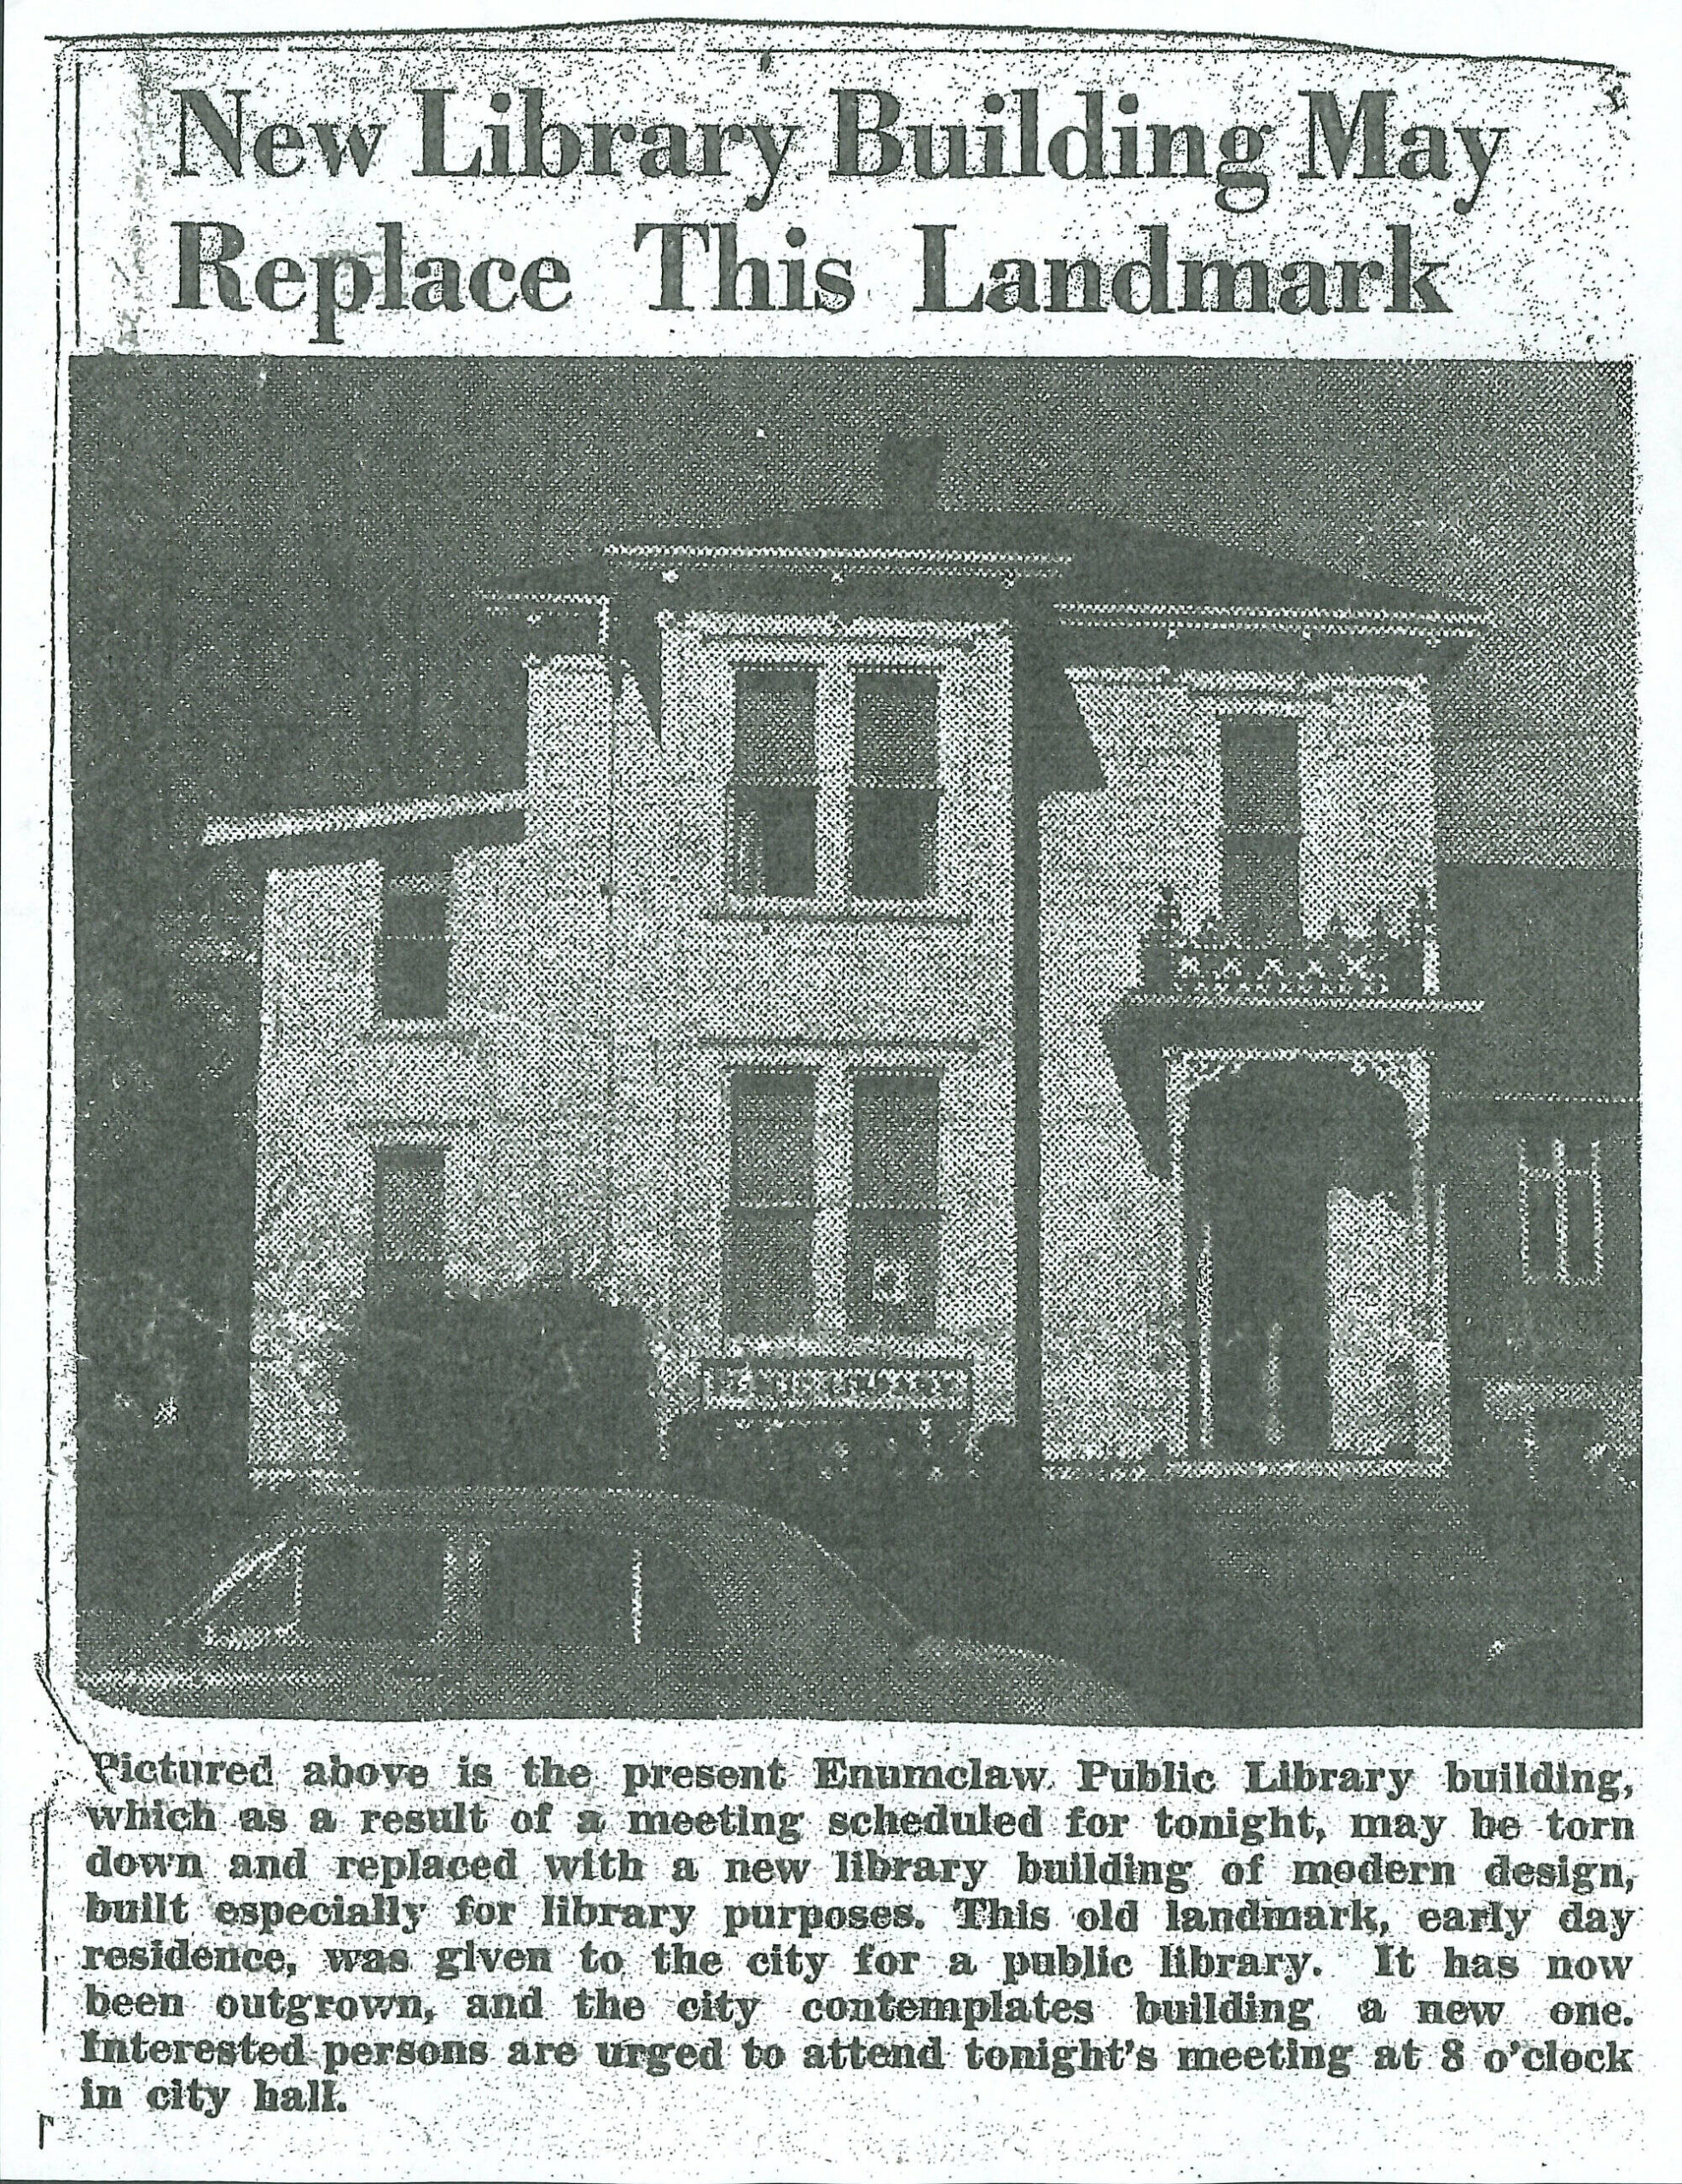 New Library Building May
Replace This Landmark
Pictured above is the present Enumclaw Public Library building,
which as a result of a meeting scheduled for tonight, may be torn
down and replaced with a new library building of modern design,
built especially for library purposes. This old landmark, early day
residence, was given to the city for a public library. It has now
been outgrown, and the city contemplates building a new one.
Interested persons are urged to attend tonight's meeting at 8 o'clock
in city hall.